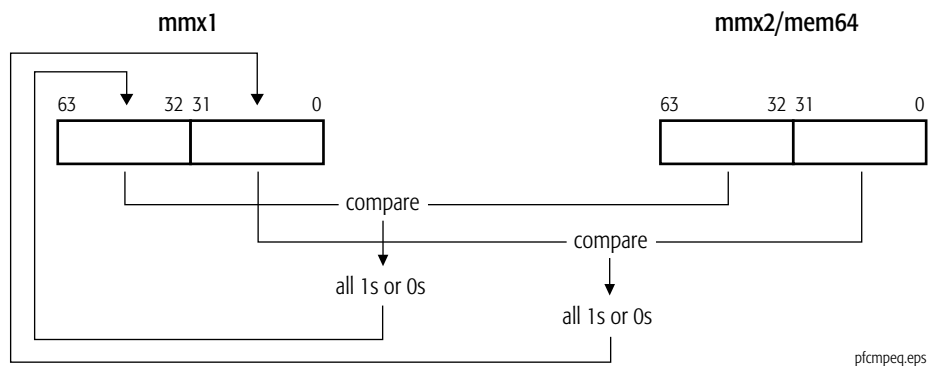 mmx1 mmx2/mem64
63 32 31 0 63 32 31 0
compare
compare
all 1s or 0s
all 1s or 0s
pfcmpeq.eps